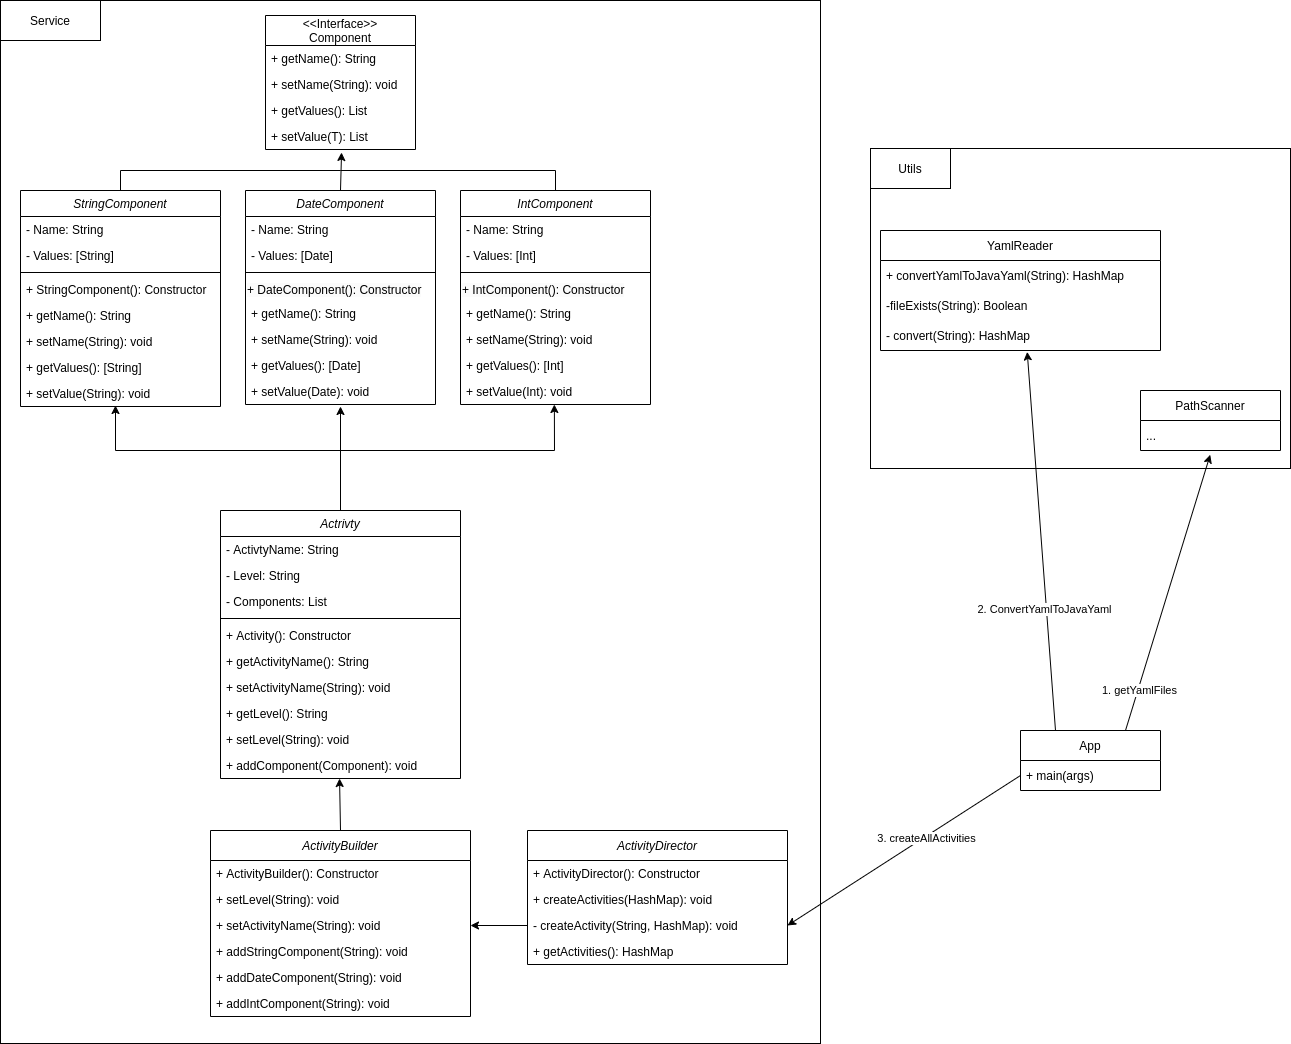 Service
<<Interface>>
Component
+ getName(): String
+ setName(String): void
+ getValues(): List
+ setValue(T): List
StringComponent
- Name: String
- Values: [String]
+ StringComponent(): Constructor
+ getName(): String
+ setName(String): void
+ getValues(): [String]
+ setValue(String): void
DateComponent
- Name: String
- Values: [Date]
+ DateComponent(): Constructor
+ getName(): String
+ setName(String): void
+ getValues(): [Date]
+ setValue(Date): void
IntComponent
- Name: String
- Values: [Int]
+ IntComponent(): Constructor
+ getName(): String
+ setName(String): void
+ getValues(): [Int]
+ setValue(Int): void
Actrivty
- ActivtyName: String
- Level: String
- Components: List
+ Activity(): Constructor
+ getActivityName(): String
+ setActivityName(String): void
+ getLevel(): String
+ setLevel(String): void
+ addComponent(Component): void
ActivityBuilder
+ ActivityBuilder(): Constructor
+ setLevel(String): void
+ setActivityName(String): void
+ addStringComponent(String): void
+ addDateComponent(String): void
+ addIntComponent(String): void
ActivityDirector
+ ActivityDirector(): Constructor
+ createActivities(HashMap): void
- createActivity(String, HashMap): void
+ getActivities(): HashMap
Utils
YamlReader
+ convertYamlToJavaYaml(String): HashMap
-fileExists(String): Boolean
- convert(String): HashMap
PathScanner
...
2. ConvertYamlToJavaYaml
1. getYamlFiles
App
+ main(args)
3. createAllActivities